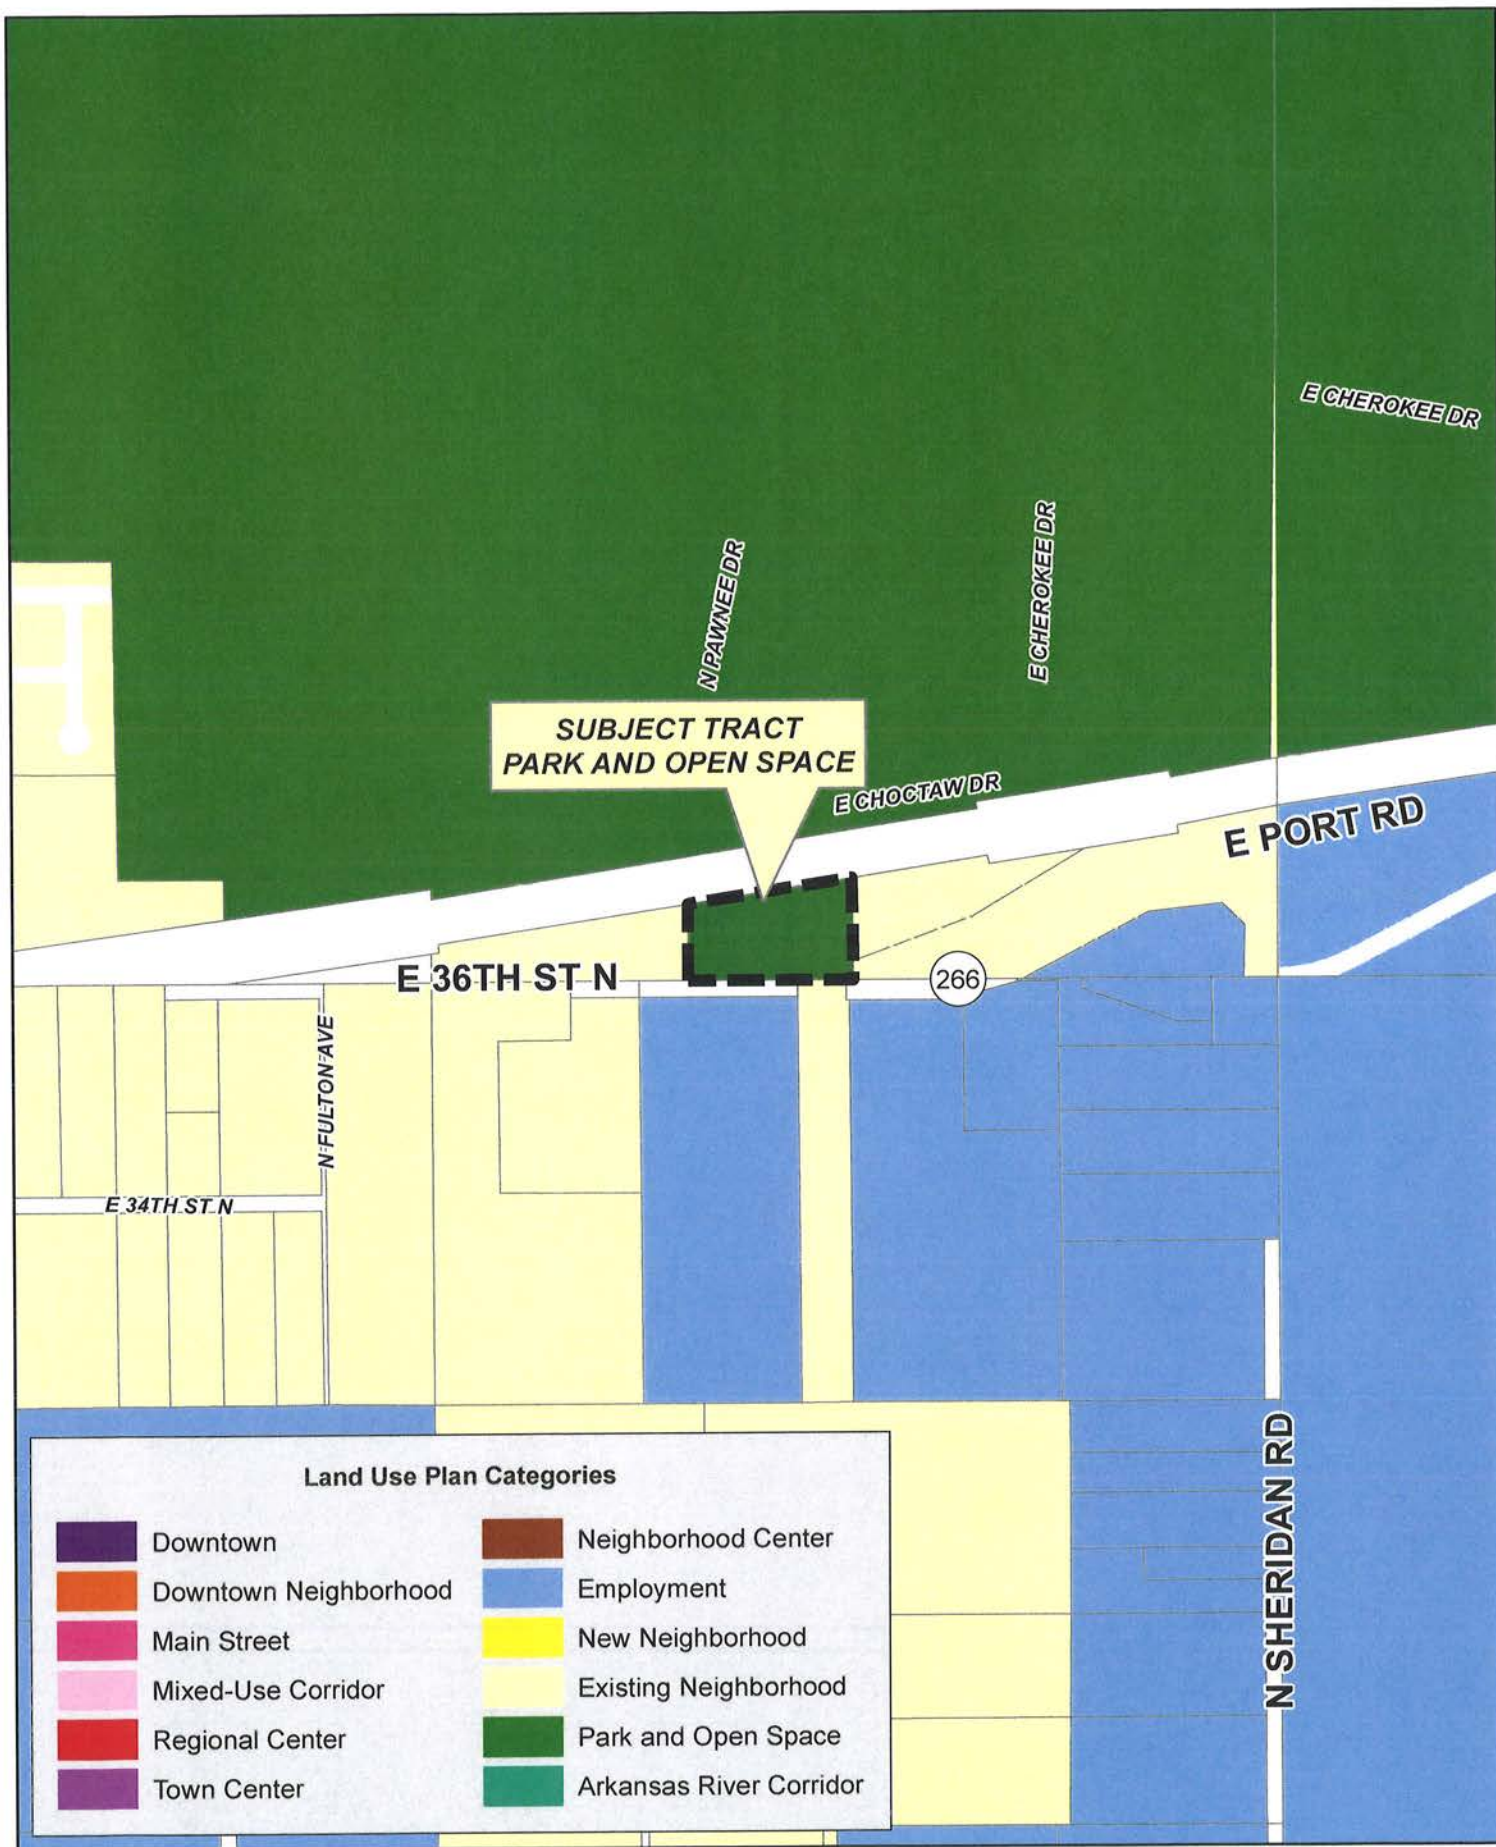 E CHEROKEE DR
E CHEROKEE DR
N PAWNEE DR
SUBJECT TRACT
PARK AND OPEN SPACE
E CHOCTAW DR
E PORT RD
E 36TH ST N
266
N FULTON AVE
E 34TH ST N
N SHERIDAN RD
Land Use Plan Categories
Downtown
Downtown Neighborhood
Main Street
Mixed-Use Corridor
Regional Center
Town Center
Neighborhood Center
Employment
New Neighborhood
Existing Neighborhood
Park and Open Space
Arkansas River Corridor